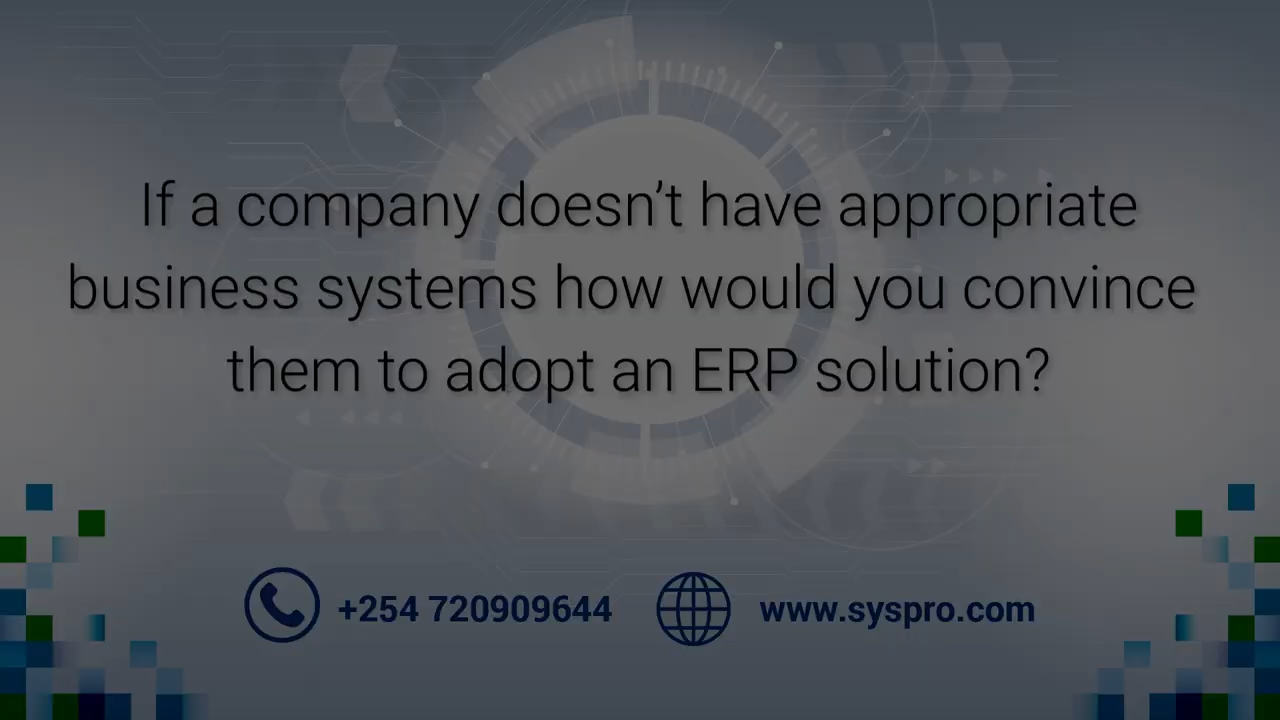 If a company doesn’t have appropriate
business systems how would you convince
them to adopt an ERP solution?
+254 720909644
www.syspro.com